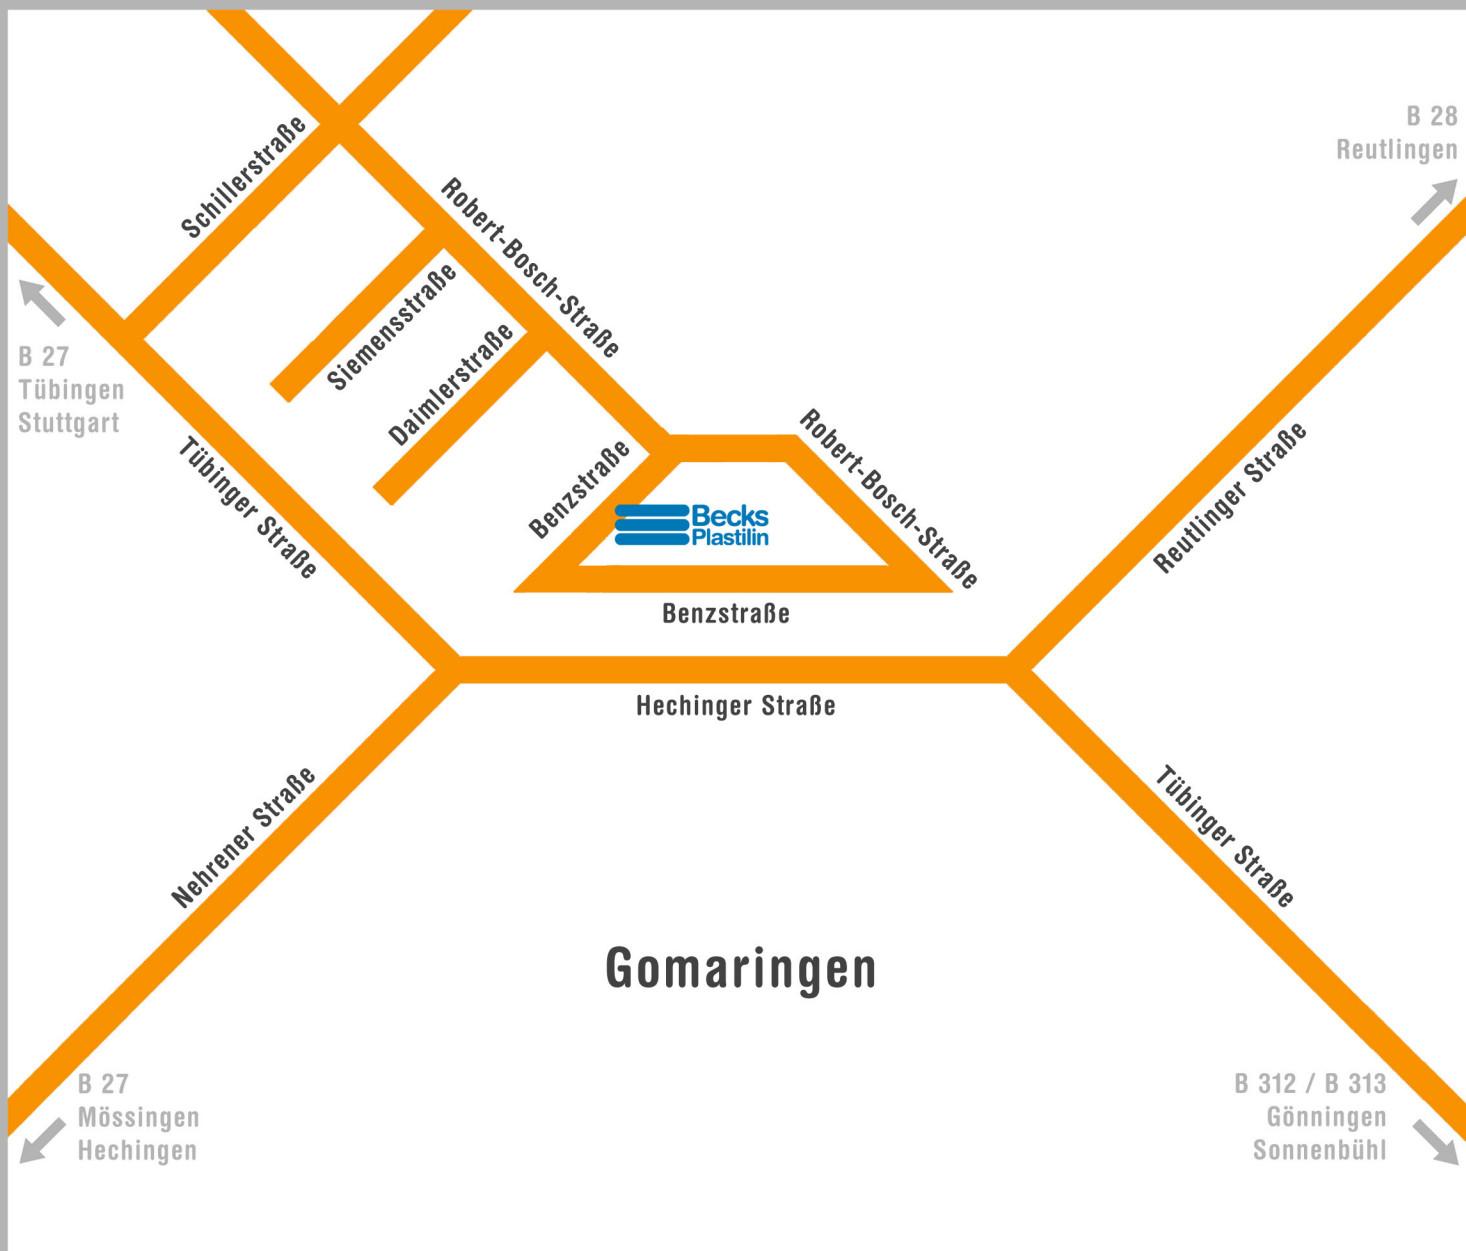 B 28
Reutlingen
Schillerstraße
Robert-Bosch-Straße
Siemensstraße
Daimlerstraße
B 27
Tübingen
Stuttgart
Tübinger Straße
Benzstraße
Robert-Bosch-Straße
Reutlinger Straße
Becks
Plastilin
Benzstraße
Hechinger Straße
Nehrener Straße
Tübinger Straße
Gomaringen
B 27
Mössingen
Hechingen
B 312 / B 313
Gönningen
Sonnenbühl